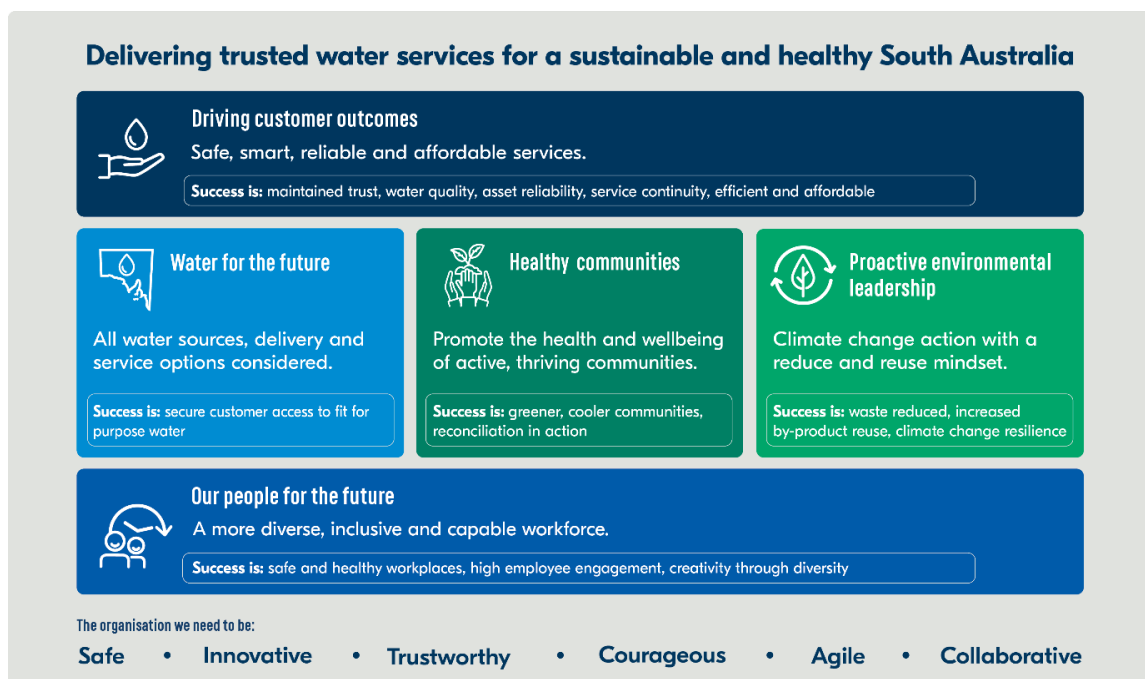 Delivering trusted water services for a sustainable and healthy South Australia
Driving customer outcomes
Safe, smart, reliable and affordable services.
Success is: maintained trust, water quality, asset reliability, service continuity, efficient and affordable
Water for the future
All water sources, delivery and
service options considered.
Success is: secure customer access to fit for
purpose water
Healthy communities
Promote the health and wellbeing
of active, thriving communities.
Success is: greener, cooler communities,
reconciliation in action
Proactive environmental
leadership
Climate change action with a
reduce and reuse mindset.
Success is: waste reduced, increased
by-product reuse, climate change resilience
Our people for the future
A more diverse, inclusive and capable workforce.
Success is: safe and healthy workplaces, high employee engagement, creativity through diversity
The organisation we need to be:
Safe • Innovative • Trustworthy • Courageous • Agile • Collaborative